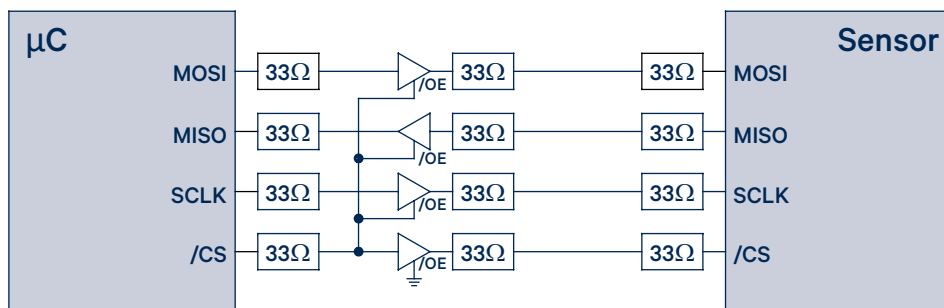 μC Sensor
MOSI 33Ω /OE 33Ω 33Ω MOSI
MISO 33Ω /OE 33Ω 33Ω MISO
SCLK 33Ω /OE 33Ω 33Ω SCLK
/CS 33Ω /OE 33Ω 33Ω /CS